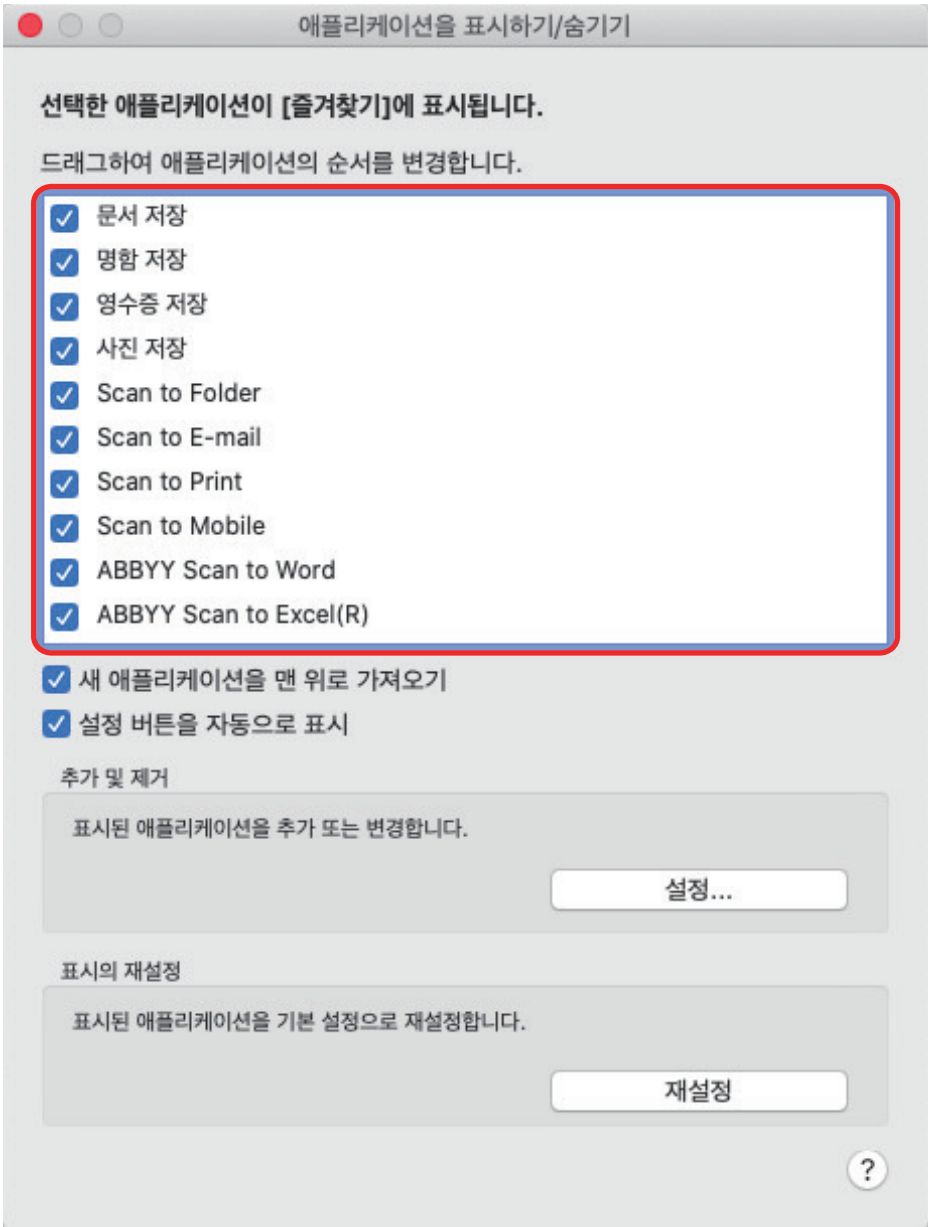 애플리케이션을 표시하기/숨기기
선택한 애플리케이션이 [즐겨찾기]에 표시됩니다.
드래그하여 애플리케이션의 순서를 변경합니다.
문서 저장
명함 저장
영수증 저장
사진 저장
Scan to Folder
Scan to E-mail
Scan to Print
Scan to Mobile
ABBYY Scan to Word
ABBYY Scan to Excel(R)
새 애플리케이션을 맨 위로 가져오기
설정 버튼을 자동으로 표시
추가 및 제거
표시된 애플리케이션을 추가 또는 변경합니다.
설정...
표시의 재설정
표시된 애플리케이션을 기본 설정으로 재설정합니다.
재설정
?